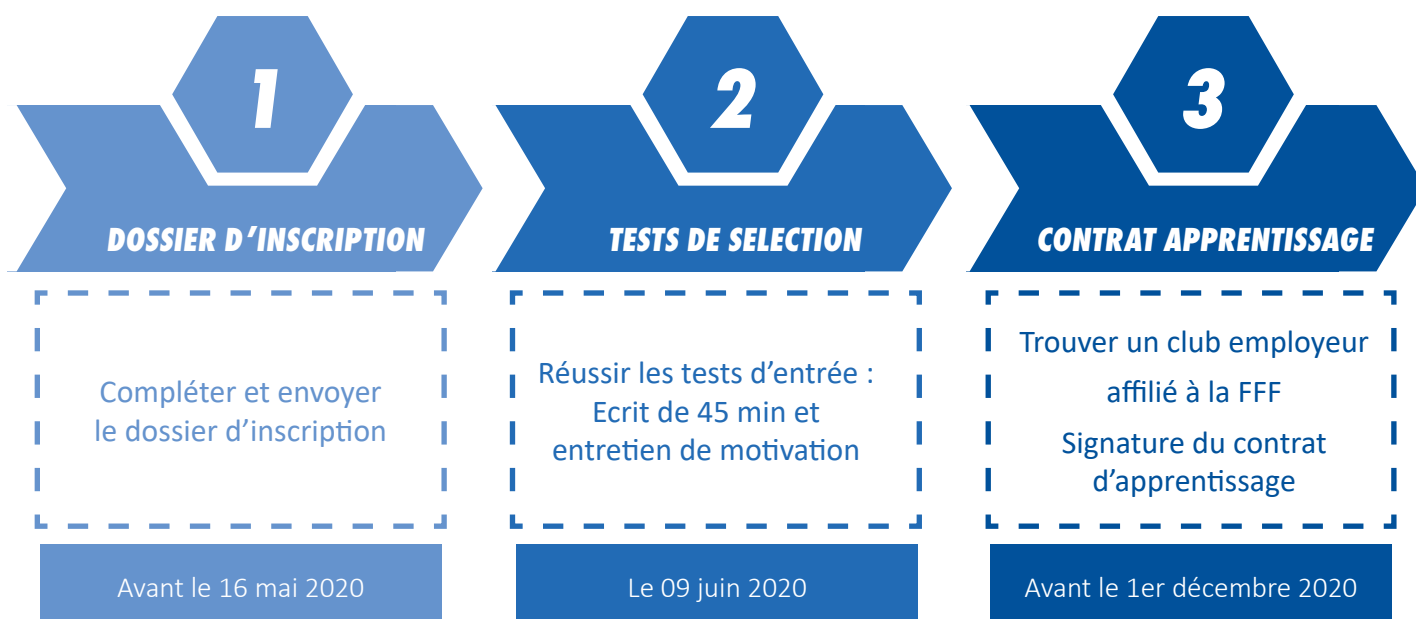 1
DOSSIER D'INSCRIPTION
Compléter et envoyer
le dossier d’inscription
Avant le 16 mai 2020
2
TESTS DE SELECTION
Réussir les tests d’entrée :
Ecrit de 45 min et
entretien de motivation
Le 09 juin 2020
3
CONTRAT APPRENTISSAGE
Trouver un club employeur
affilié à la FFF
Signature du contrat
d’apprentissage
Avant le 1er décembre 2020